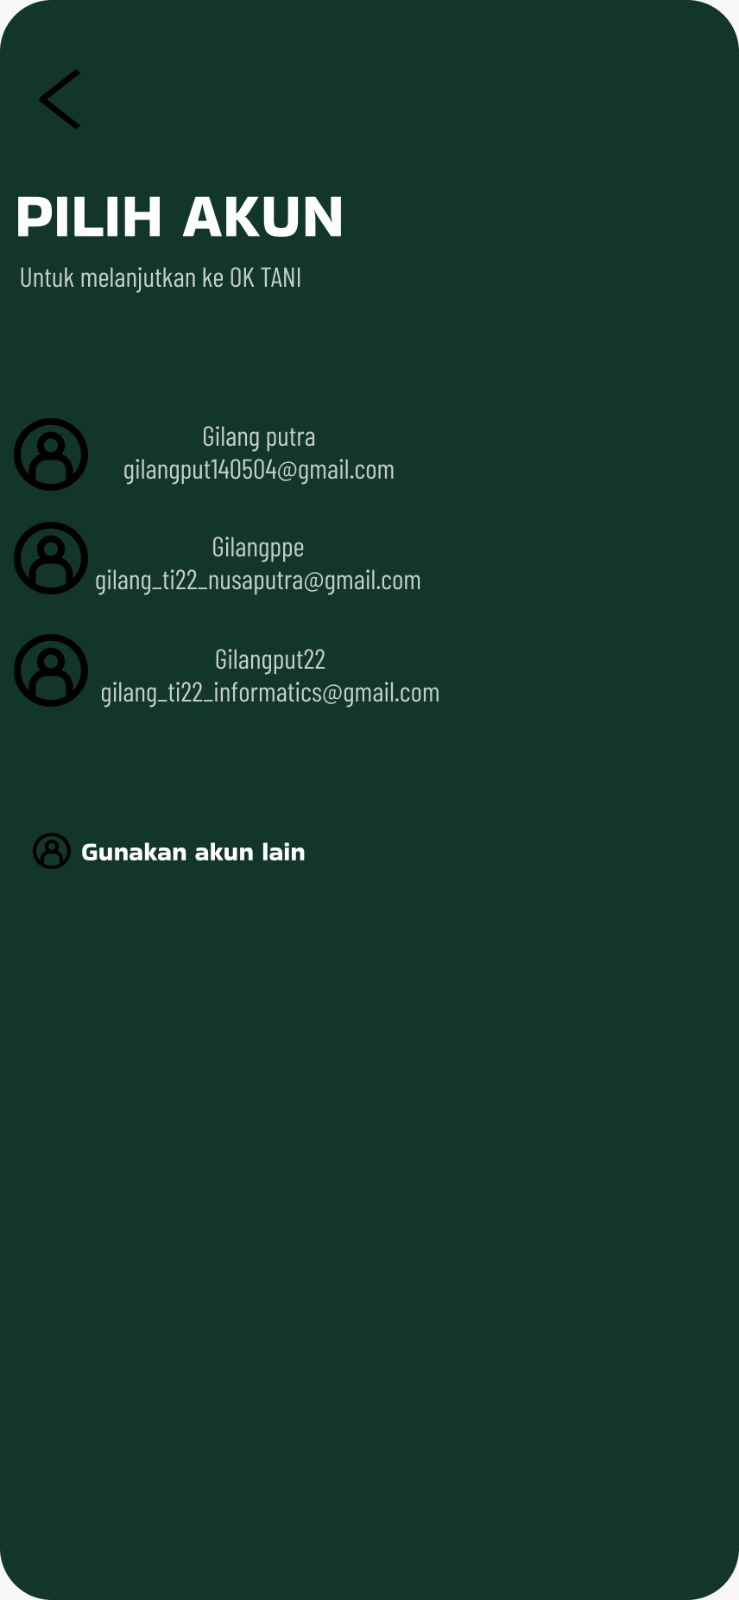 PILIH AKUN
Untuk melanjutkan ke OK TANI
Gilang putra
gilangput140504@gmail.com
Gilangppe
gilang_ti22_nusaputra@gmail.com
Gilangput22
gilang_ti22_informatics@gmail.com
Gunakan akun lain